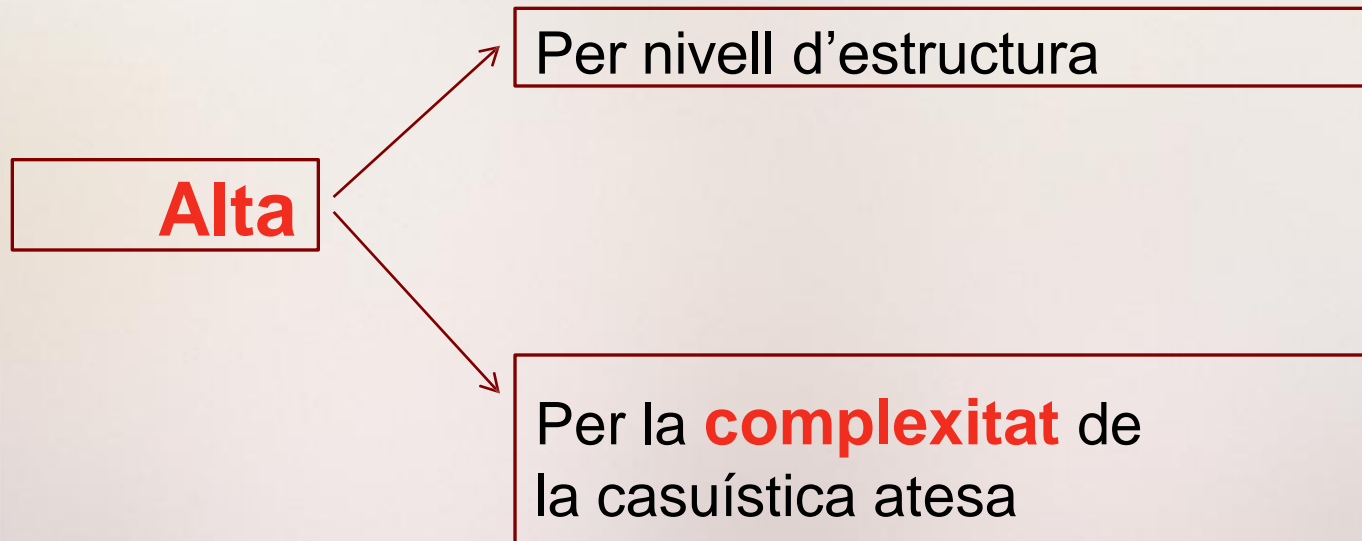 Per nivell d’estructura
Alta
Per la complexitat de
la casuística atesa